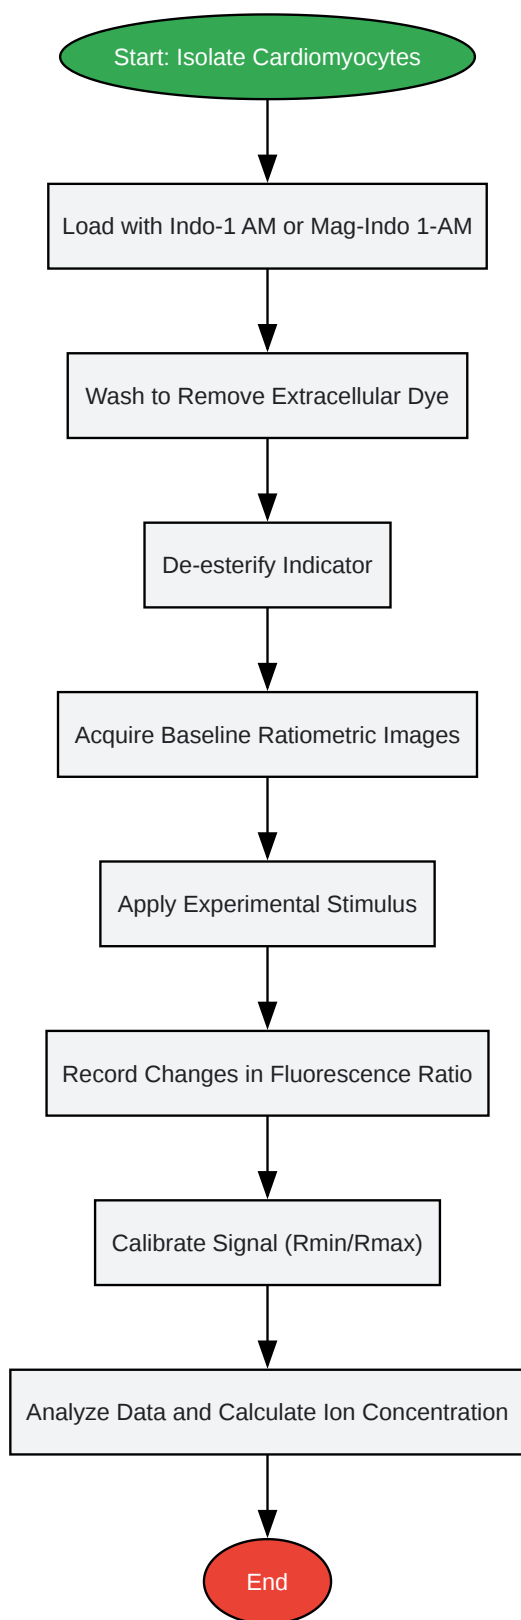 Start: Isolate Cardiomyocytes
Load with Indo-1 AM or Mag-Indo 1-AM
Wash to Remove Extracellular Dye
De-esterify Indicator
Acquire Baseline Ratiometric Images
Apply Experimental Stimulus
Record Changes in Fluorescence Ratio
Calibrate Signal (Rmin/Rmax)
Analyze Data and Calculate Ion Concentration
End